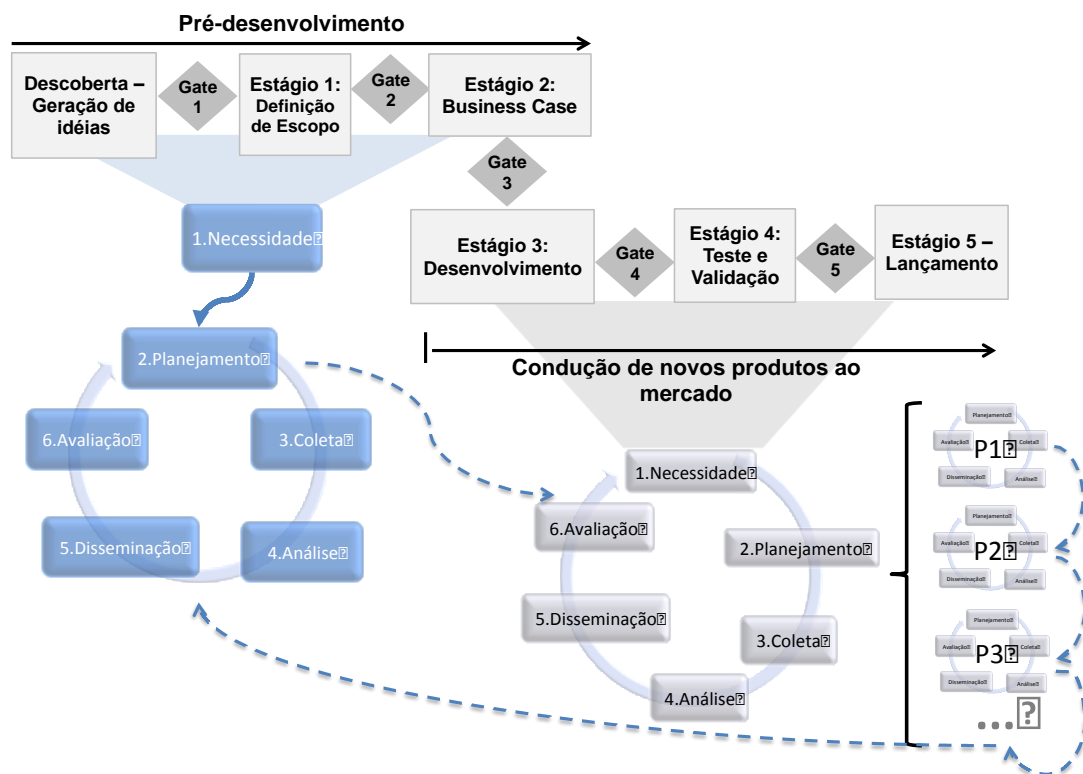 Pré-desenvolvimento
Descoberta –
Geração de
idéias
Gate
1
Estágio 1:
Definição
de Escopo
Gate
2
Estágio 2:
Business Case
Gate
3
Estágio 3:
Desenvolvimento
Gate
4
Estágio 4:
Teste e
Validação
Gate
5
Estágio 5 –
Lançamento
Condução de novos produtos ao
mercado
1.Necessidade
2.Planejamento
3.Coleta
4.Análise
5.Disseminação
6.Avaliação
1.Necessidade
2.Planejamento
3.Coleta
4.Análise
5.Disseminação
6.Avaliação
Planejamento
Avaliação
P1
Coleta
Disseminação
Análise
Planejamento
Avaliação
P2
Coleta
Disseminação
Análise
Planejamento
Avaliação
P3
Coleta
Disseminação
Análise
...